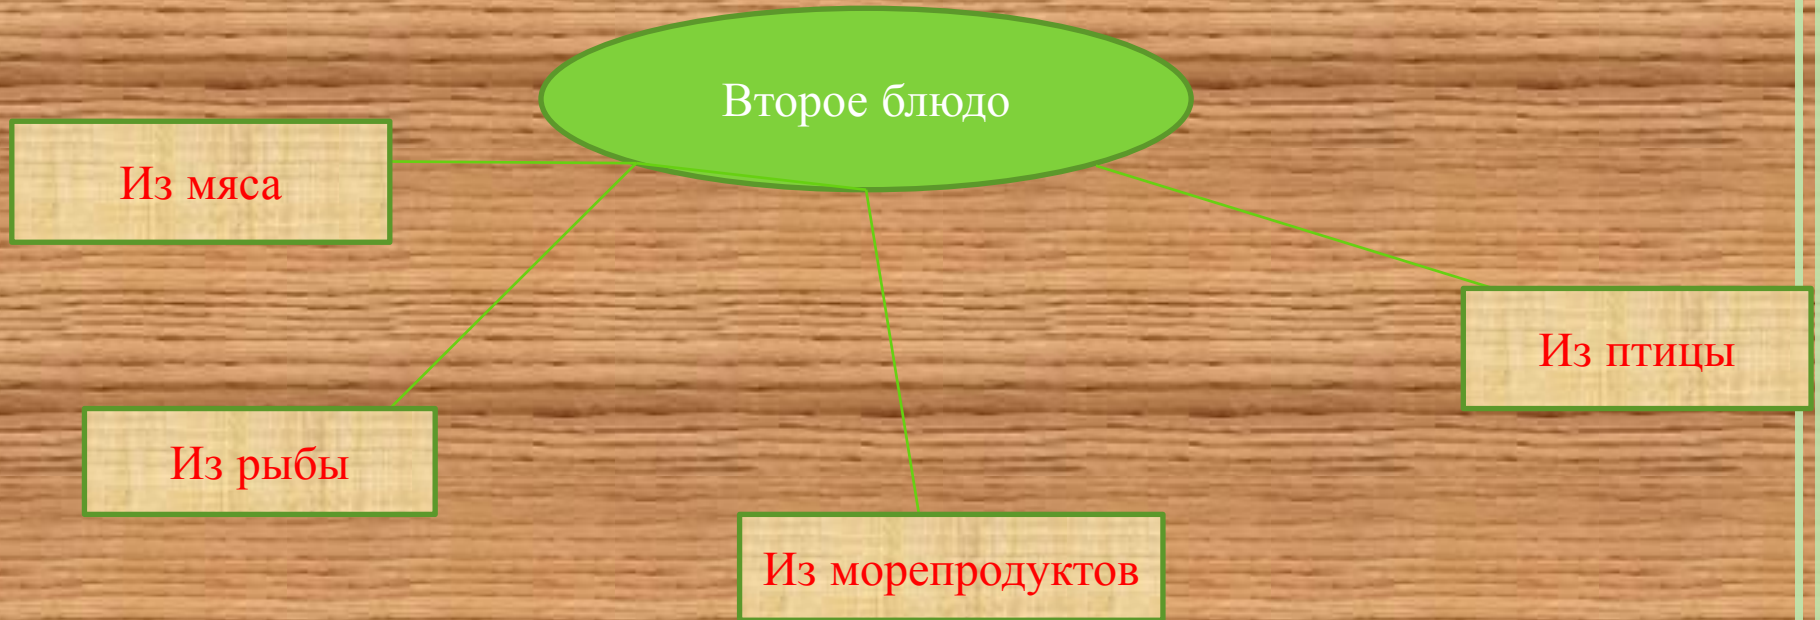 Второе блюдо
Из мяса
Из птицы
Из рыбы
Из морепродуктов